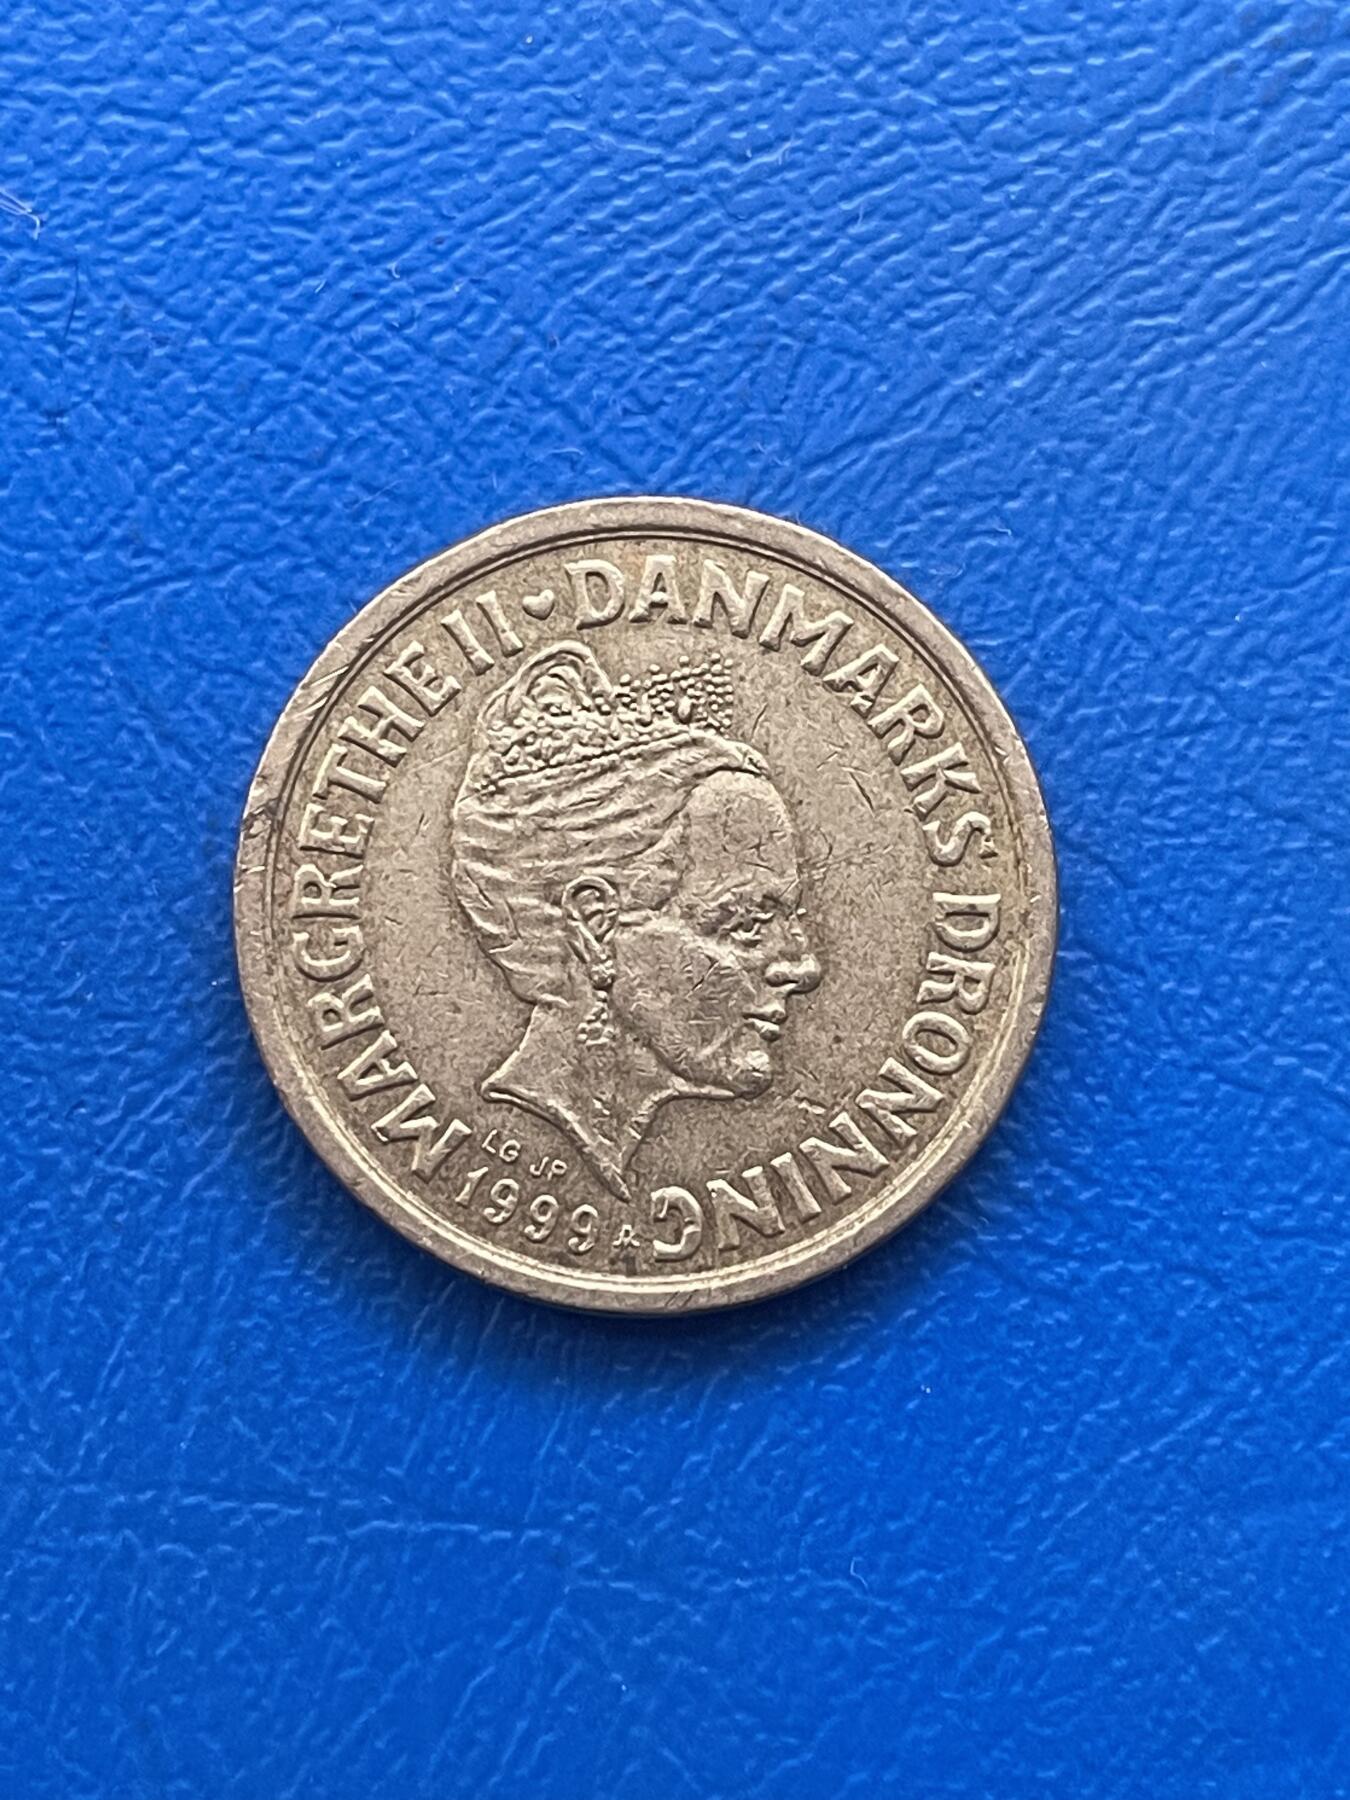 MARGRETHE II ♥ DANMARKS DRONNING
LG JP
1999